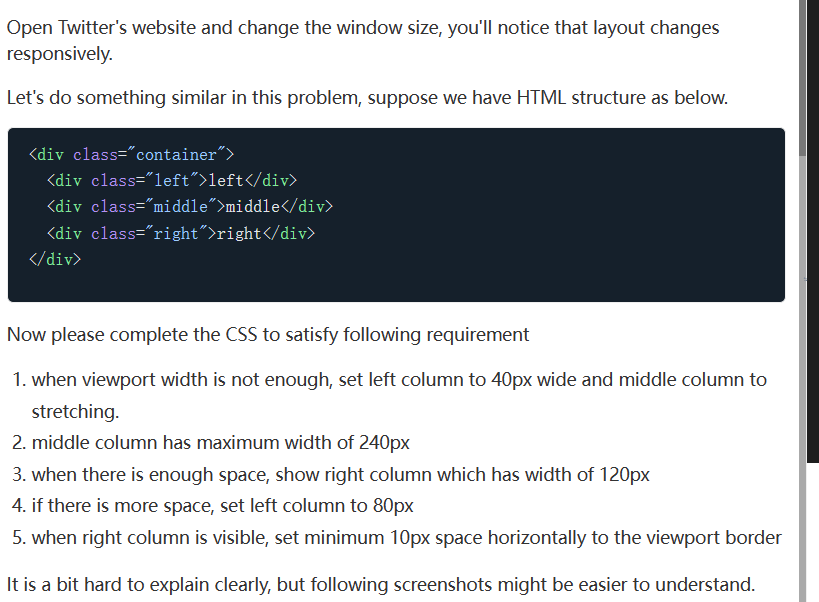 Open Twitter's website and change the window size, you'll notice that layout changes
responsively.
Let's do something similar in this problem, suppose we have HTML structure as below.
<div class="container">
  <div class="left">left</div>
  <div class="middle">middle</div>
  <div class="right">right</div>
</div>
Now please complete the CSS to satisfy following requirement
1. when viewport width is not enough, set left column to 40px wide and middle column to
stretching.
2. middle column has maximum width of 240px
3. when there is enough space, show right column which has width of 120px
4. if there is more space, set left column to 80px
5. when right column is visible, set minimum 10px space horizontally to the viewport border
It is a bit hard to explain clearly, but following screenshots might be easier to understand.